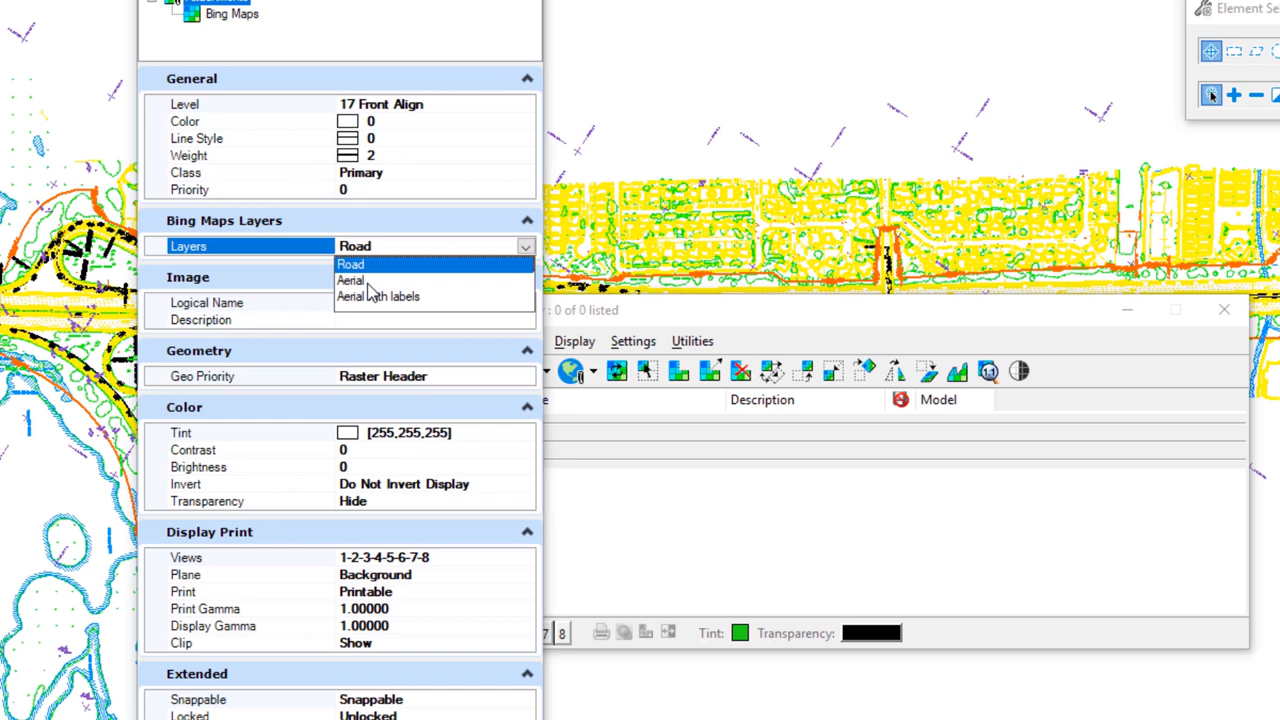 Bing Maps
Element Se
General
Level 17 Front Align
Color 0
Line Style 0
Weight 2
Class Primary
Priority 0
Bing Maps Layers
Layers Road
Road
Aerial
Aerial th labels
Image
Logical Name
Description
: 0 of 0 listed
Display Settings Utilities
Geometry
Geo Priority Raster Header
1:1
Description Model
Color
Tint [255,255,255]
Contrast 0
Brightness 0
Invert Do Not Invert Display
Transparency Hide
Display Print
Views 1-2-3-4-5-6-7-8
Plane Background
Print Printable
Print Gamma 1.00000
Display Gamma 1.00000
Clip Show
7 8 Tint: Transparency:
Extended
Snappable Snappable
Locked Unlocked